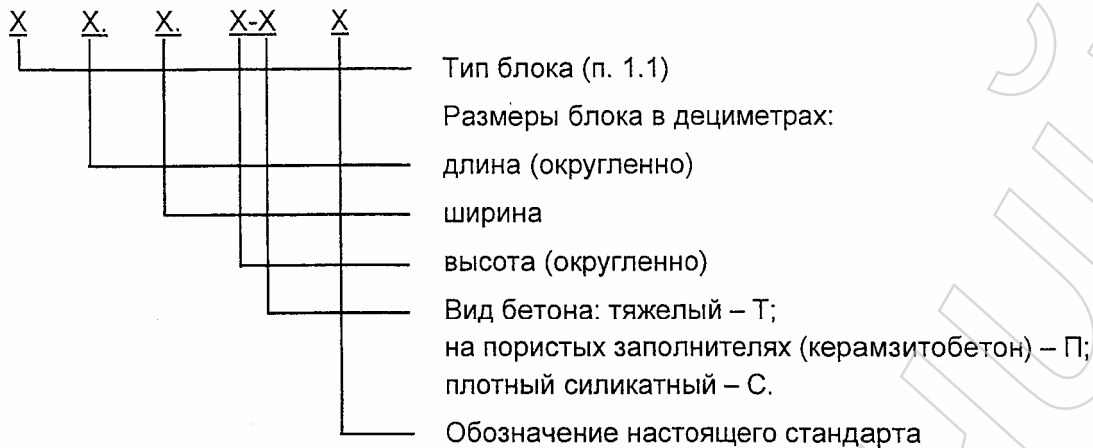 X X. X. X-X X
Тип блока (п. 1.1)
Размеры блока в дециметрах:
длина (округленно)
ширина
высота (округленно)
Вид бетона: тяжелый – Т;
на пористых заполнителях (керамзитобетон) – П;
плотный силикатный – С.
Обозначение настоящего стандарта